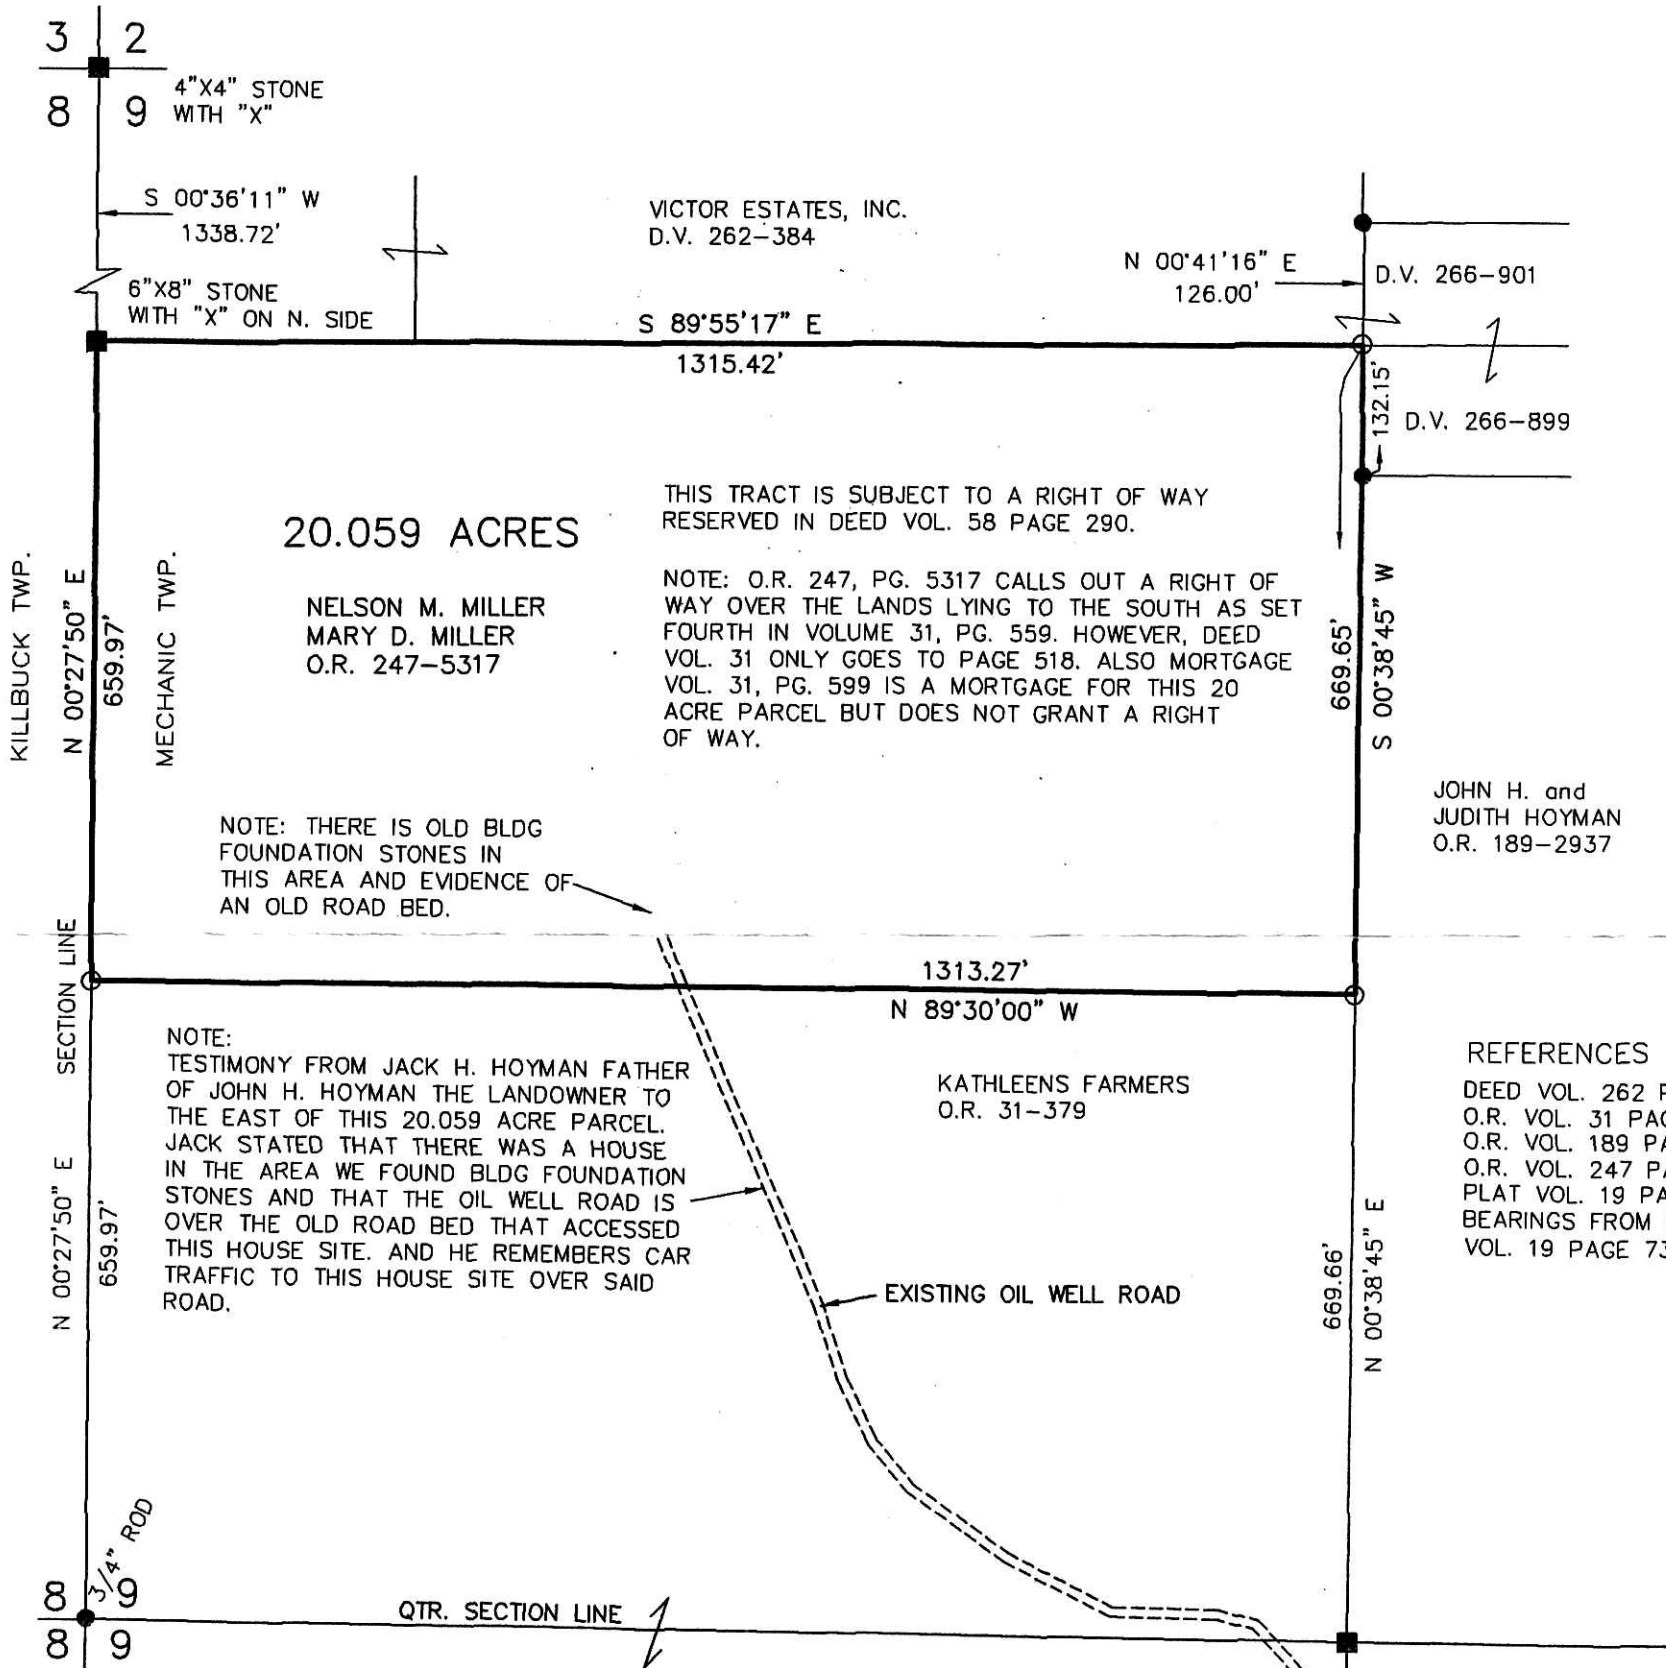 3 2
8 9
4"X4" STONE
WITH "X"
S 00°36'11" W
1338.72'
6"X8" STONE
WITH "X" ON N. SIDE
VICTOR ESTATES, INC.
D.V. 262-384
N 00°41'16" E
126.00'
D.V. 266-901
S 89°55'17" E
1315.42'
132.15'
D.V. 266-899
20.059 ACRES
NELSON M. MILLER
MARY D. MILLER
O.R. 247-5317
THIS TRACT IS SUBJECT TO A RIGHT OF WAY
RESERVED IN DEED VOL. 58 PAGE 290.
NOTE: O.R. 247, PG. 5317 CALLS OUT A RIGHT OF
WAY OVER THE LANDS LYING TO THE SOUTH AS SET
FOURTH IN VOLUME 31, PG. 559. HOWEVER, DEED
VOL. 31 ONLY GOES TO PAGE 518. ALSO MORTGAGE
VOL. 31, PG. 599 IS A MORTGAGE FOR THIS 20
ACRE PARCEL BUT DOES NOT GRANT A RIGHT
OF WAY.
KILLBUCK TWP.
N 00°27'50" E
659.97'
MECHANIC TWP.
669.65'
S 00°38'45" W
JOHN H. and
JUDITH HOYMAN
O.R. 189-2937
NOTE: THERE IS OLD BLDG
FOUNDATION STONES IN
THIS AREA AND EVIDENCE OF
AN OLD ROAD BED.
SECTION LINE
1313.27'
N 89°30'00" W
NOTE:
TESTIMONY FROM JACK H. HOYMAN FATHER
OF JOHN H. HOYMAN THE LANDOWNER TO
THE EAST OF THIS 20.059 ACRE PARCEL.
JACK STATED THAT THERE WAS A HOUSE
IN THE AREA WE FOUND BLDG FOUNDATION
STONES AND THAT THE OIL WELL ROAD IS
OVER THE OLD ROAD BED THAT ACCESSED
THIS HOUSE SITE. AND HE REMEMBERS CAR
TRAFFIC TO THIS HOUSE SITE OVER SAID
ROAD.
KATHLEENS FARMERS
O.R. 31-379
REFERENCES
DEED VOL. 262
O.R. VOL. 31
O.R. VOL. 189
O.R. VOL. 247
PLAT VOL. 19
BEARINGS FROM
VOL. 19 PAGE 73
N 00°27'50" E
659.97'
EXISTING OIL WELL ROAD
669.66'
N 00°38'45" E
3/4" ROD
8 9
8 9
QTR. SECTION LINE